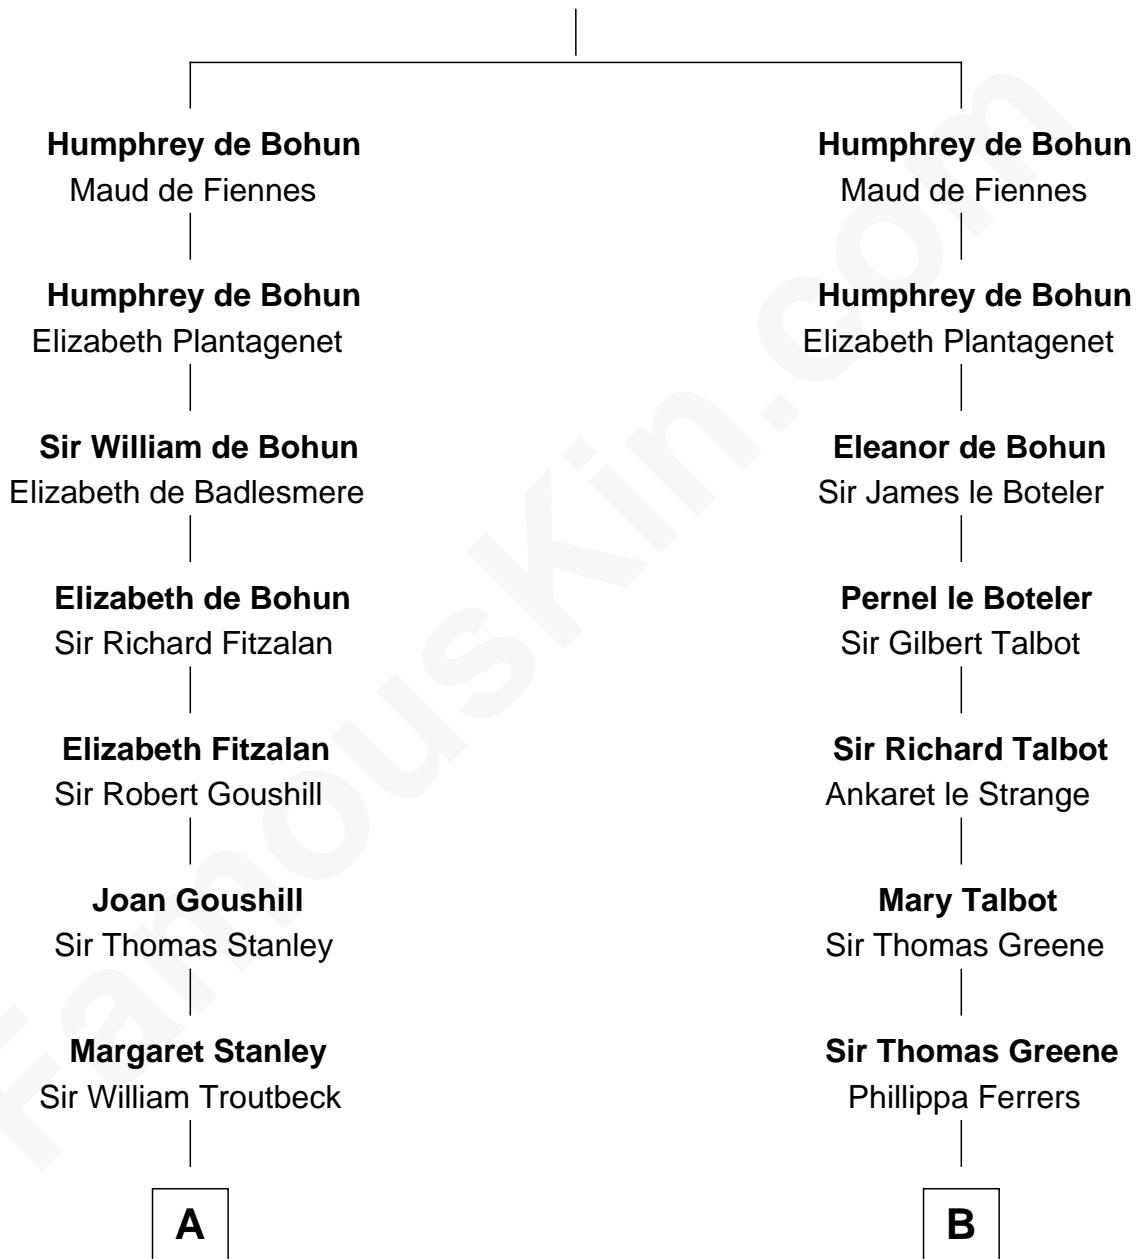 Humphrey de Bohun
Maud de Fiennes
Humphrey de Bohun
Elizabeth Plantagenet
Sir William de Bohun
Elizabeth de Badlesmere
Elizabeth de Bohun
Sir Richard Fitzalan
Elizabeth Fitzalan
Sir Robert Goushill
Joan Goushill
Sir Thomas Stanley
Margaret Stanley
Sir William Troutbeck
A
Humphrey de Bohun
Maud de Fiennes
Humphrey de Bohun
Elizabeth Plantagenet
Eleanor de Bohun
Sir James le Boteler
Pernel le Boteler
Sir Gilbert Talbot
Sir Richard Talbot
Ankaret le Strange
Mary Talbot
Sir Thomas Greene
Sir Thomas Greene
Phillippa Ferrers
B
FamousKin.com